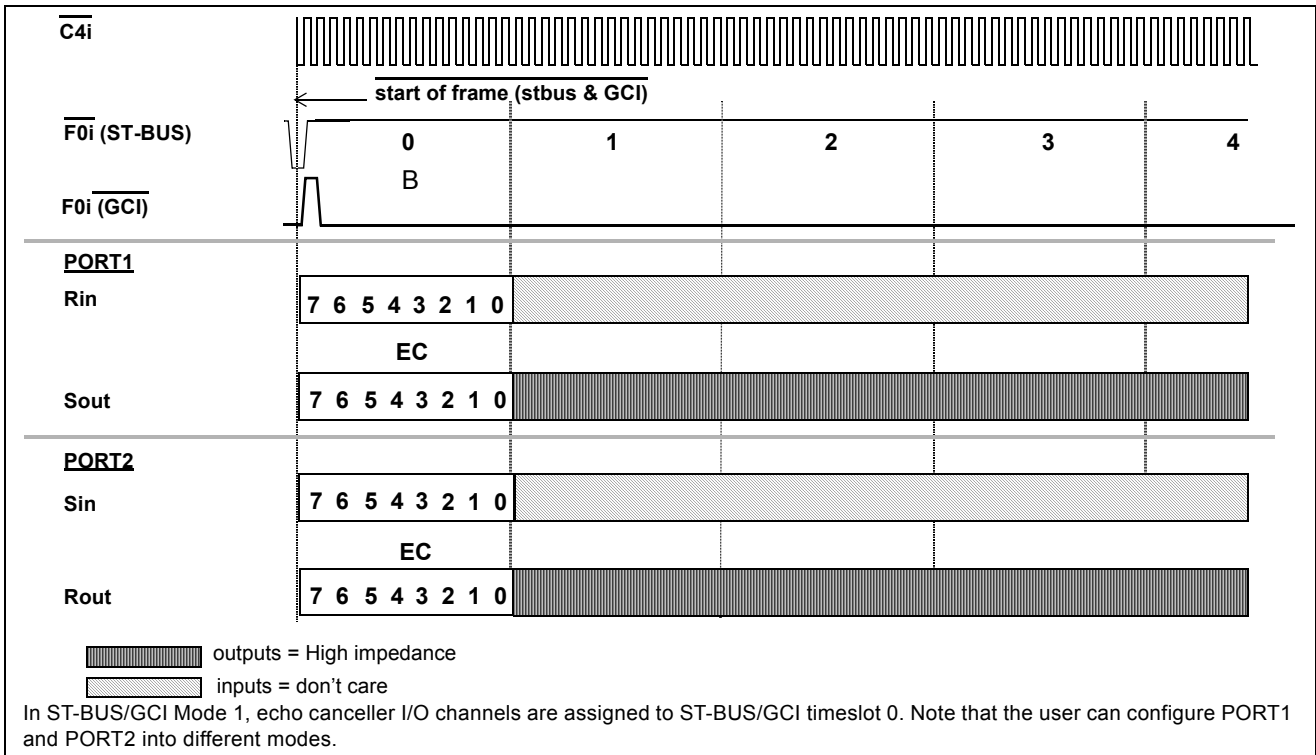 C4i
start of frame (stbus & GCI)
F0i (ST-BUS)
0 1 2 3 4
B
F0i (GCI)
PORT1
Rin
7 6 5 4 3 2 1 0
EC
Sout
7 6 5 4 3 2 1 0
PORT2
Sin
7 6 5 4 3 2 1 0
EC
Rout
7 6 5 4 3 2 1 0
outputs = High impedance
inputs = don't care
In ST-BUS/GCI Mode 1, echo canceller I/O channels are assigned to ST-BUS/GCI timeslot 0. Note that the user can configure PORT1
and PORT2 into different modes.